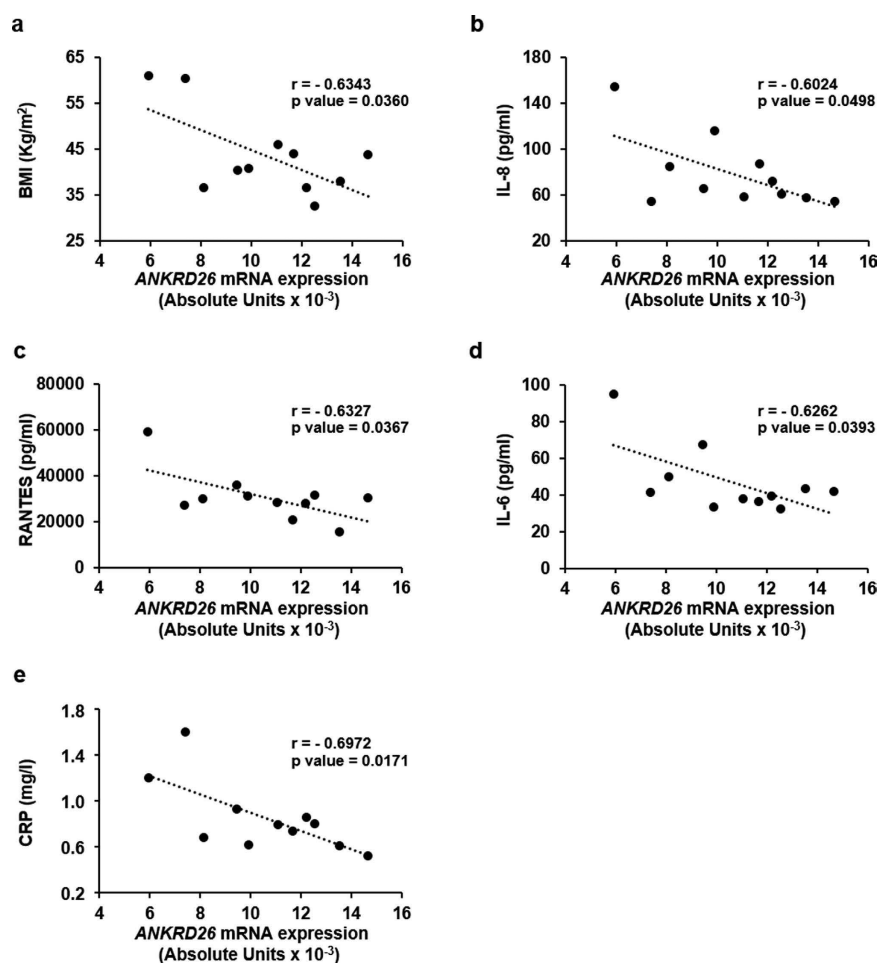 a
65
55
45
35
25
BMI (Kg/m²)
r = - 0.6343
p value = 0.0360
4 6 8 10 12 14 16
ANKRD26 mRNA expression
(Absolute Units x 10⁻³)
b
180
140
100
60
20
IL-8 (pg/ml)
r = - 0.6024
p value = 0.0498
4 6 8 10 12 14 16
ANKRD26 mRNA expression
(Absolute Units x 10⁻³)
c
80000
60000
40000
20000
0
RANTES (pg/ml)
r = - 0.6327
p value = 0.0367
4 6 8 10 12 14 16
ANKRD26 mRNA expression
(Absolute Units x 10⁻³)
d
100
80
60
40
20
0
IL-6 (pg/ml)
r = - 0.6262
p value = 0.0393
4 6 8 10 12 14 16
ANKRD26 mRNA expression
(Absolute Units x 10⁻³)
e
1.8
1.4
1.0
0.6
0.2
CRP (mg/l)
r = - 0.6972
p value = 0.0171
4 6 8 10 12 14 16
ANKRD26 mRNA expression
(Absolute Units x 10⁻³)